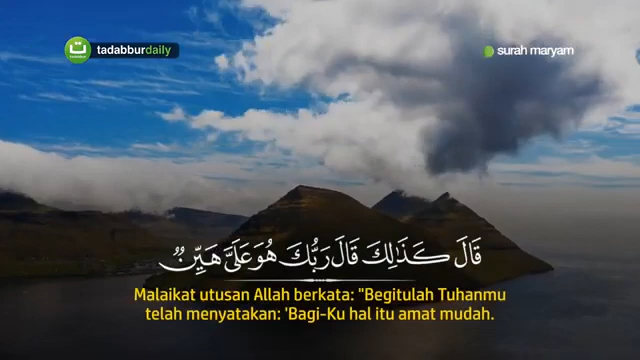 ت tadabburdaily
tadabbur
surah maryam
قَالَ كَذَٰلِكَ قَالَ رَبُّكَ هُوَ عَلَيَّ هَيِّنٌ
Malaikat utusan Allah berkata: "Begitulah Tuhanmu
telah menyatakan: 'Bagi-Ku hal itu amat mudah.